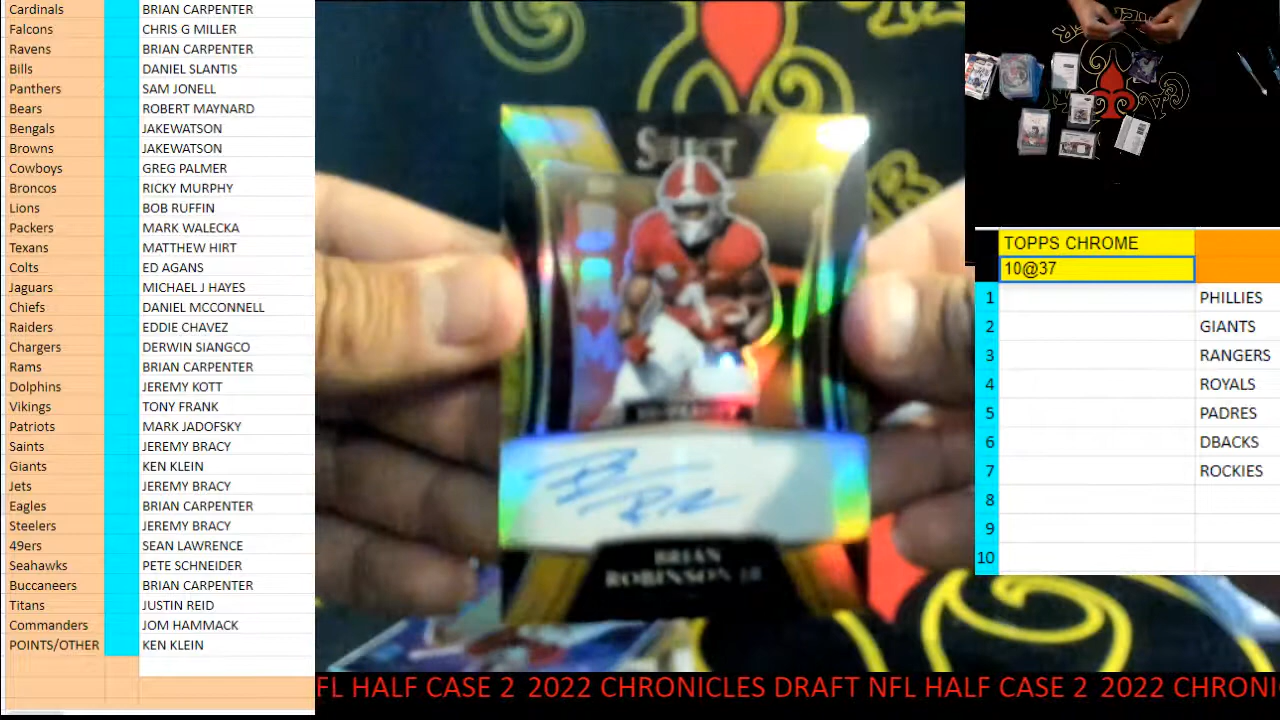 Cardinals BRIAN CARPENTER
Falcons CHRIS G MILLER
Ravens BRIAN CARPENTER
Bills DANIEL SLANTIS
Panthers SAM JONELL
Bears ROBERT MAYNARD
Bengals JAKEWATSON
Browns JAKEWATSON
Cowboys GREG PALMER
Broncos RICKY MURPHY
Lions BOB RUFFIN
Packers MARK WALECKA
Texans MATTHEW HIRT
Colts ED AGANS
Jaguars MICHAEL J HAYES
Chiefs DANIEL MCCONNELL
Raiders EDDIE CHAVEZ
Chargers DERWIN SIANGCO
Rams BRIAN CARPENTER
Dolphins JEREMY KOTT
Vikings TONY FRANK
Patriots MARK JADOFSKY
Saints JEREMY BRACY
Giants KEN KLEIN
Jets JEREMY BRACY
Eagles BRIAN CARPENTER
Steelers JEREMY BRACY
49ers SEAN LAWRENCE
Seahawks PETE SCHNEIDER
Buccaneers BRIAN CARPENTER
Titans JUSTIN REID
Commanders JOM HAMMACK
POINTS/OTHER KEN KLEIN
SELECT
BRIAN
ROBINSON JR
TOPPS CHROME
10@37
1 PHILLIES
2 GIANTS
3 RANGERS
4 ROYALS
5 PADRES
6 DBACKS
7 ROCKIES
8
9
10
FL HALF CASE 2 2022 CHRONICLES DRAFT NFL HALF CASE 2 2022 CHRONI